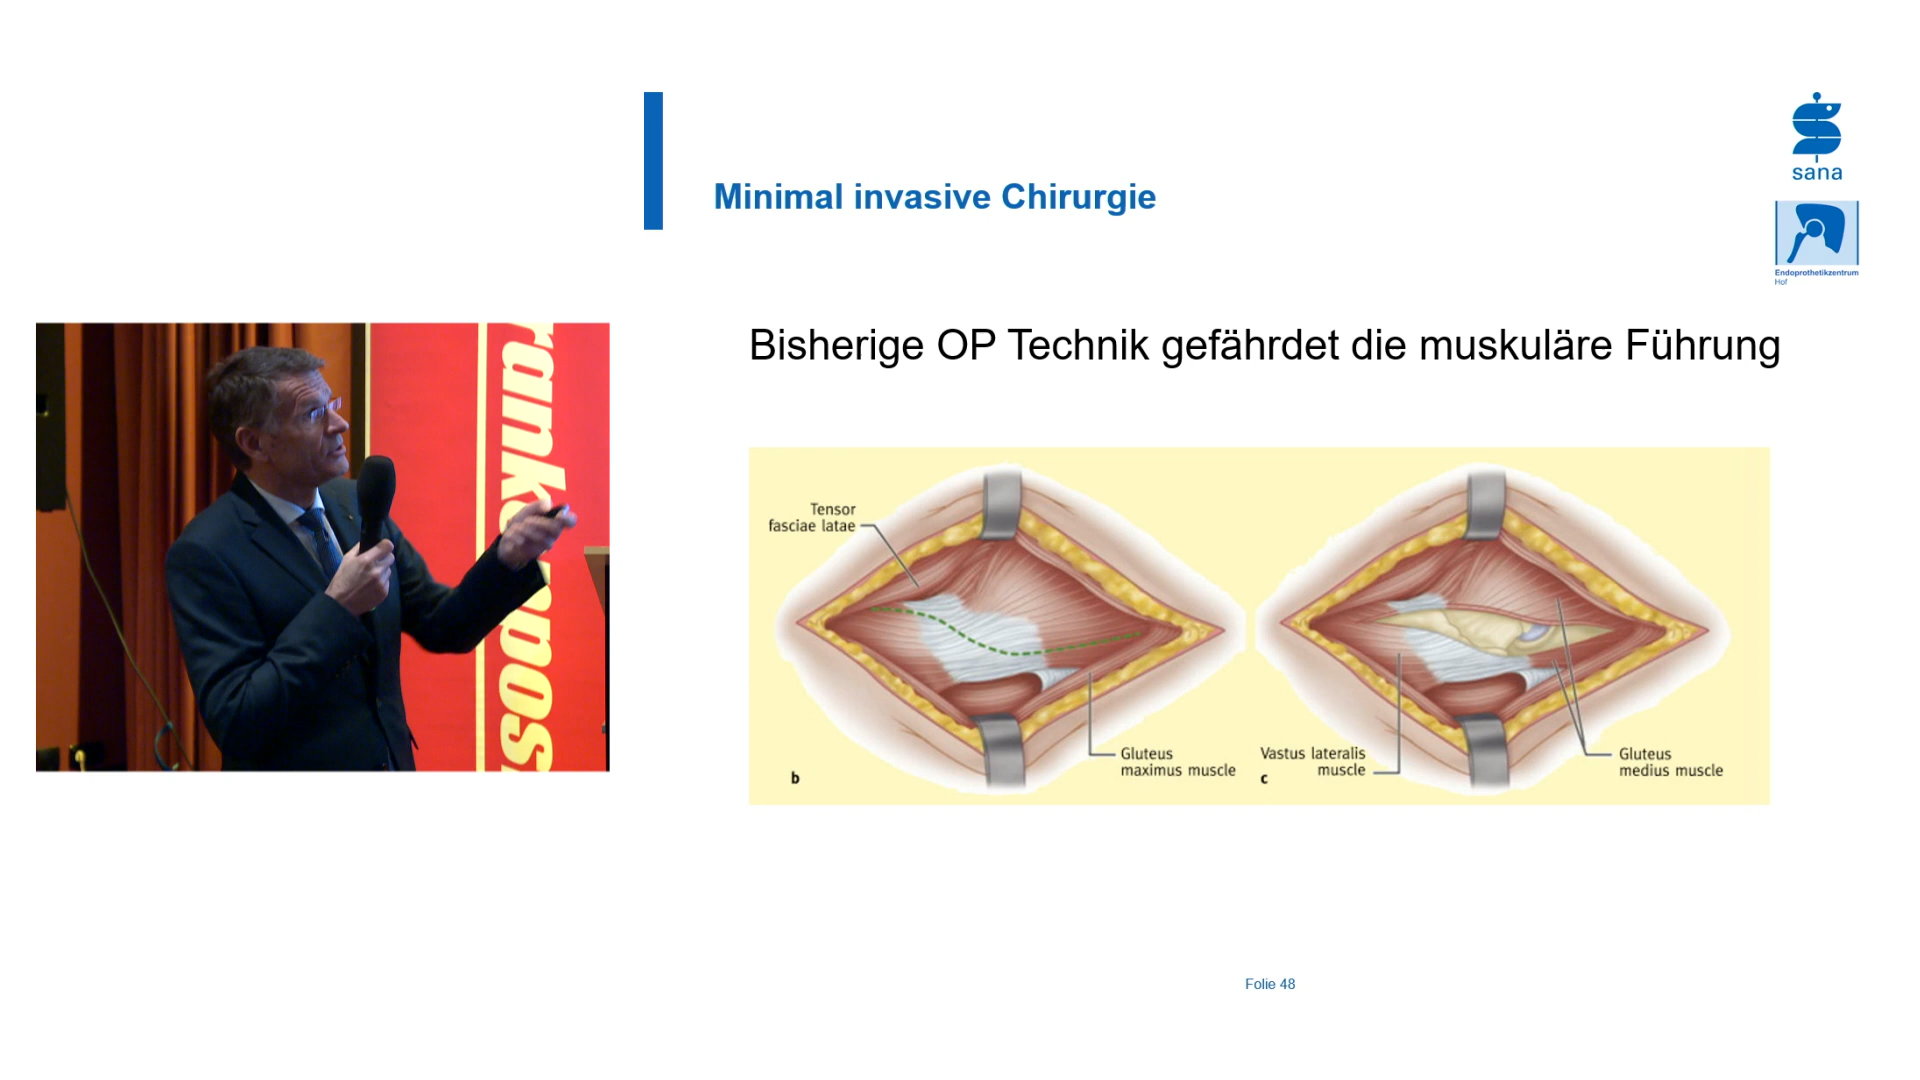 Minimal invasive Chirurgie
sana
Endoprothetikzentrum
Hof
Bisherige OP Technik gefährdet die muskuläre Führung
Tensor
fasciae latae
Gluteus
maximus muscle
b
Vastus lateralis
muscle
c
Gluteus
medius muscle
Folie 48